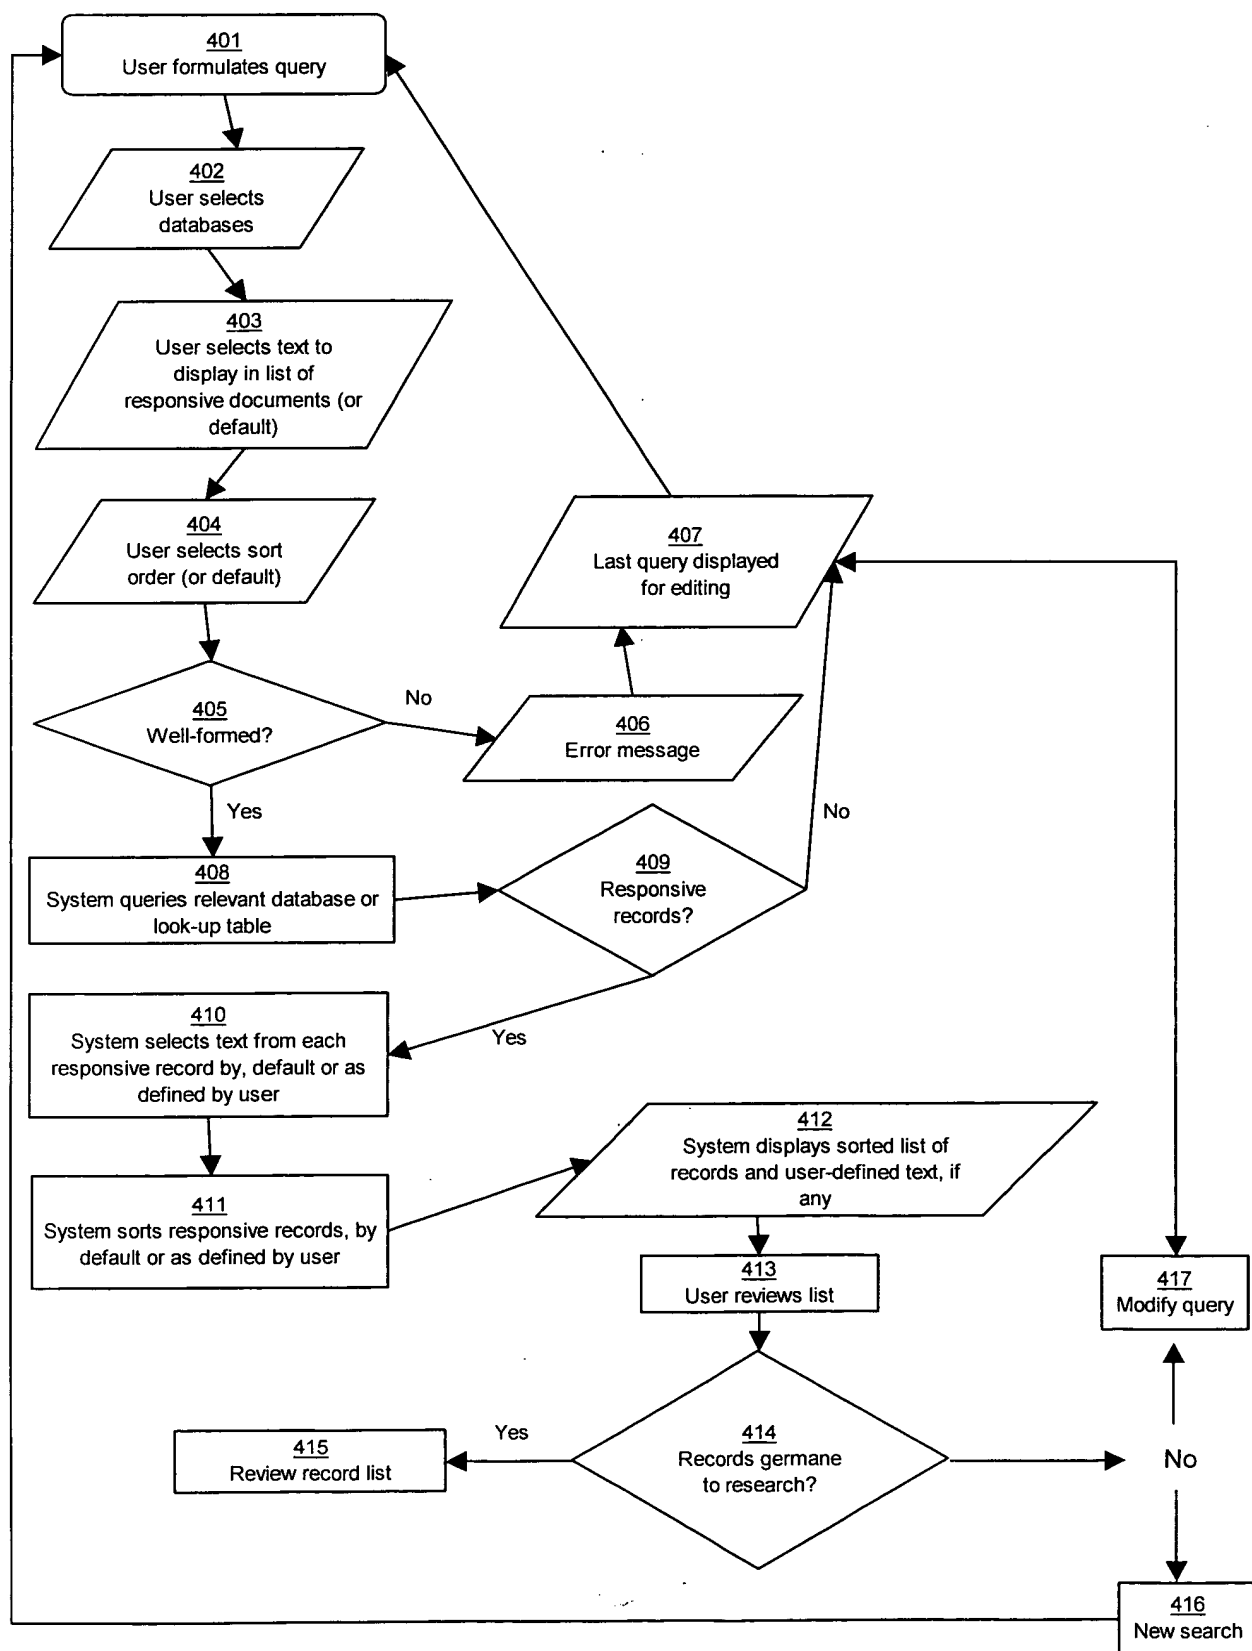 401
User formulates query
402
User selects
databases
403
User selects text to
display in list of
responsive documents (or
default)
404
User selects sort
order (or default)
407
Last query displayed
for editing
405
Well-formed?
No
406
Error message
Yes
No
408
System queries relevant database or
look-up table
409
Responsive
records?
410
System selects text from each
responsive record by, default or as
defined by user
Yes
411
System sorts responsive records, by
default or as defined by user
412
System displays sorted list of
records and user-defined text, if
any
413
User reviews list
417
Modify query
414
Records germane
to research?
Yes
415
Review record list
No
416
New search